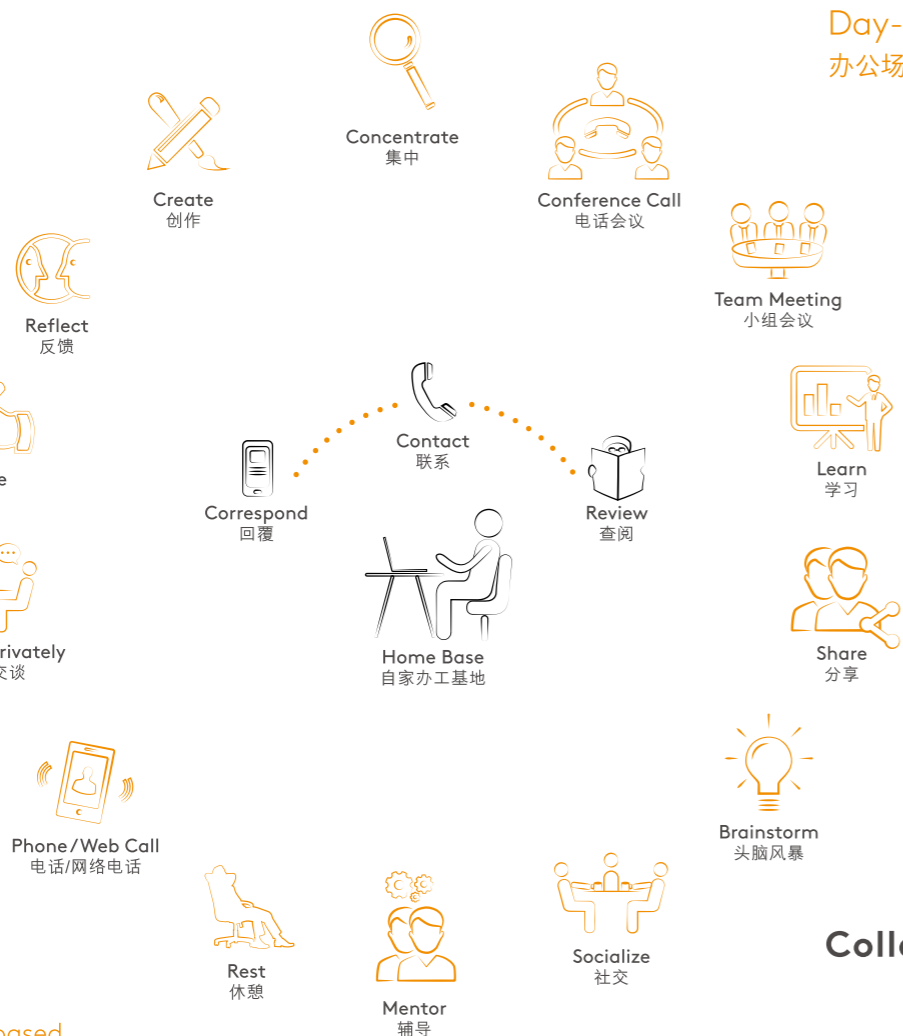 Day-
办公场
Concentrate
集中
Create
创作
Conference Call
电话会议
Team Meeting
小组会议
Reflect
反馈
Contact
联系
Learn
学习
e
Correspond
回覆
Review
查阅
Home Base
自家办工基地
rivately
交谈
Share
分享
Brainstorm
头脑风暴
Phone/Web Call
电话/网络电话
Colle
Socialize
社交
Rest
休憩
Mentor
辅导
based